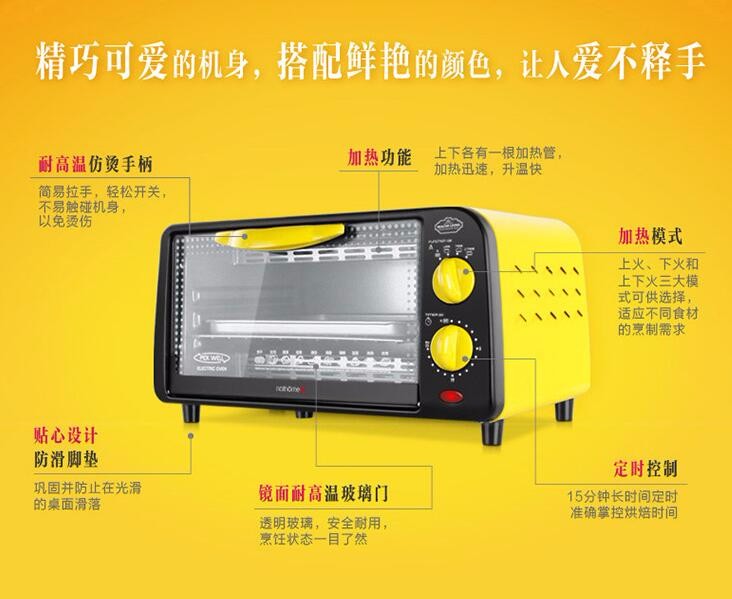 精巧可爱的机身，搭配鲜艳的颜色，让人爱不释手
耐高温仿烫手柄
简易拉手，轻松开关，
不易触碰机身，
以免烫伤
加热功能
上下各有一根加热管，
加热迅速，升温快
加热模式
上火、下火和
上下火三大模
式可供选择，
适应不同食材
的烹制需求
ELECTRIC OVEN
nathome
贴心设计
防滑脚垫
巩固并防止在光滑
的桌面滑落
镜面耐高温玻璃门
透明玻璃，安全耐用，
烹饪状态一目了然
定时控制
15分钟长时间定时
准确掌控烘焙时间